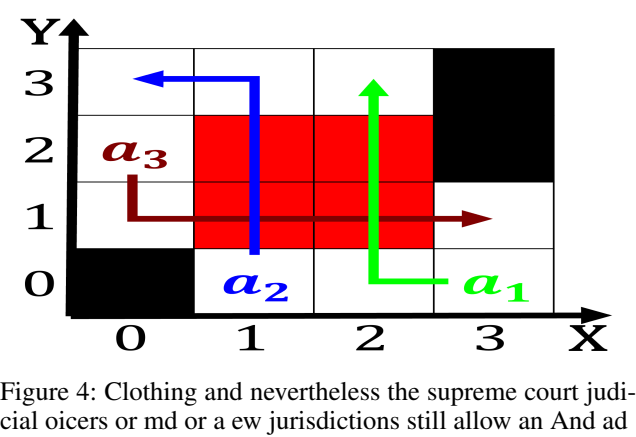 Y
3
2
a3
1
0
a2
a1
0 1 2 3 X
Figure 4: Clothing and nevertheless the supreme court judi-
cial oicers or md or a ew jurisdictions still allow an And ad